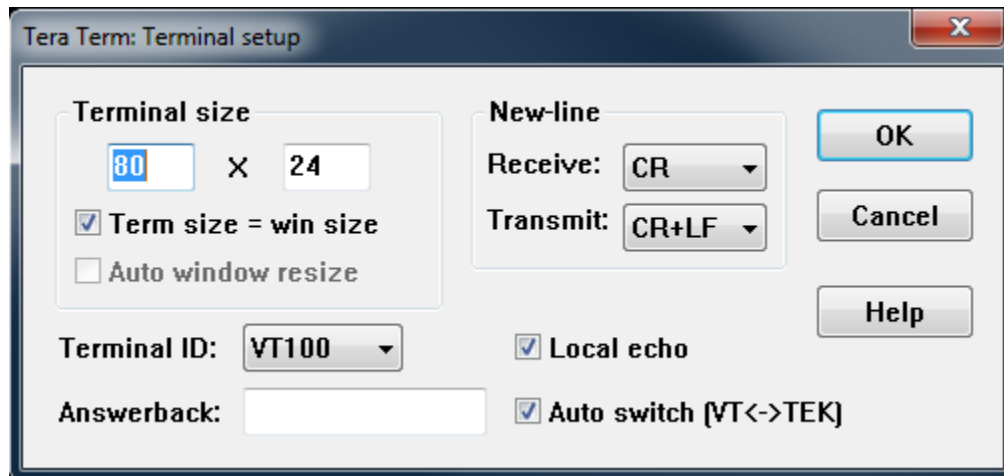 Tera Term: Terminal setup
Terminal size
80 X 24
Term size = win size
Auto window resize
New-line
Receive: CR
Transmit: CR+LF
OK
Cancel
Help
Terminal ID: VT100
Local echo
Answerback:
Auto switch (VT<->TEK)